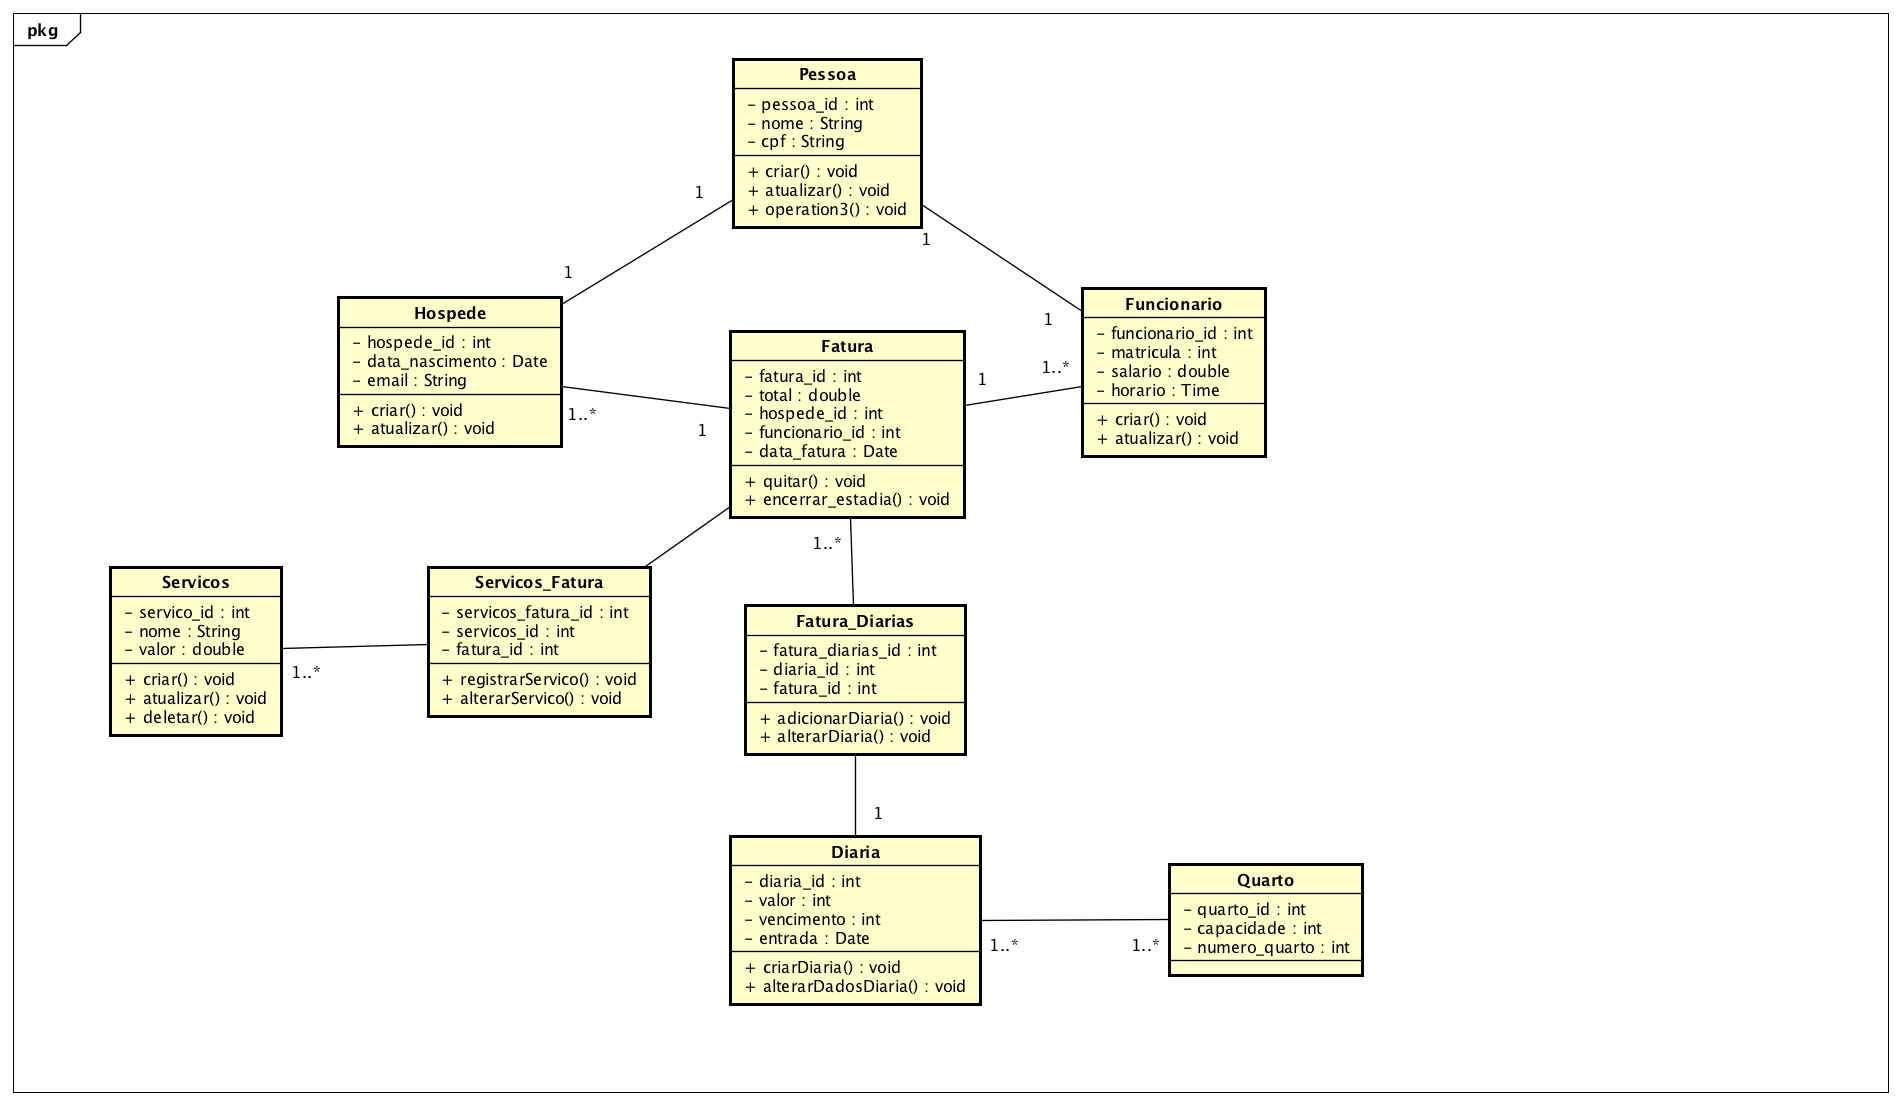 pkg
Pessoa
- pessoa_id : int
- nome : String
- cpf : String
+ criar() : void
+ atualizar() : void
+ operation3() : void
1
1
1
1
Hospede
- hospede_id : int
- data_nascimento : Date
- email : String
+ criar() : void
+ atualizar() : void
1..*
1
Fatura
- fatura_id : int
- total : double
- hospede_id : int
- funcionario_id : int
- data_fatura : Date
+ quitar() : void
+ encerrar_estadia() : void
1
1..*
Funcionario
- funcionario_id : int
- matricula : int
- salario : double
- horario : Time
+ criar() : void
+ atualizar() : void
1..*
Servicos
- servico_id : int
- nome : String
- valor : double
+ criar() : void
+ atualizar() : void
+ deletar() : void
1..*
Servicos_Fatura
- servicos_fatura_id : int
- servicos_id : int
- fatura_id : int
+ registrarServico() : void
+ alterarServico() : void
Fatura_Diarias
- fatura_diarias_id : int
- diaria_id : int
- fatura_id : int
+ adicionarDiaria() : void
+ alterarDiaria() : void
1
Diaria
- diaria_id : int
- valor : int
- vencimento : int
- entrada : Date
+ criarDiaria() : void
+ alterarDadosDiaria() : void
1..*
1..*
Quarto
- quarto_id : int
- capacidade : int
- numero_quarto : int